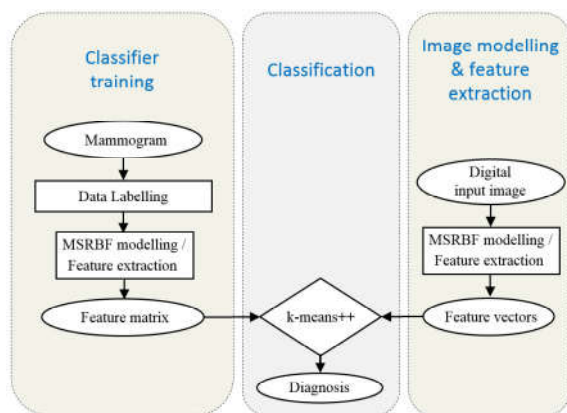 Classifier
training
Mammogram
Data Labelling
MSRBF modelling /
Feature extraction
Feature matrix
Classification
k-means++
Diagnosis
Image modelling
& feature
extraction
Digital
input image
MSRBF modelling /
Feature extraction
Feature vectors